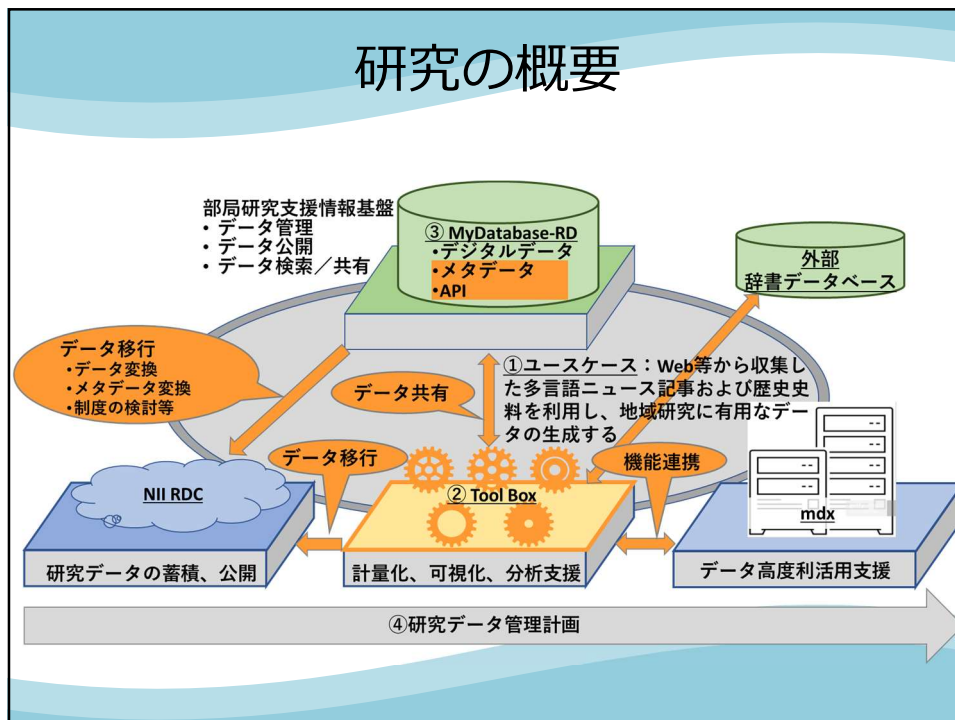 研究の概要
部局研究支援情報基盤
• データ管理
• データ公開
• データ検索／共有
③ MyDatabase-RD
•デジタルデータ
•メタデータ
•API
外部
辞書データベース
データ移行
•データ変換
•メタデータ変換
•制度の検討等
データ共有
①ユースケース：Web等から収集し
た多言語ニュース記事および歴史史
料を利用し、地域研究に有用なデー
タの生成する
データ移行
機能連携
NII RDC
② Tool Box
mdx
研究データの蓄積、公開
計量化、可視化、分析支援
データ高度利活用支援
④研究データ管理計画